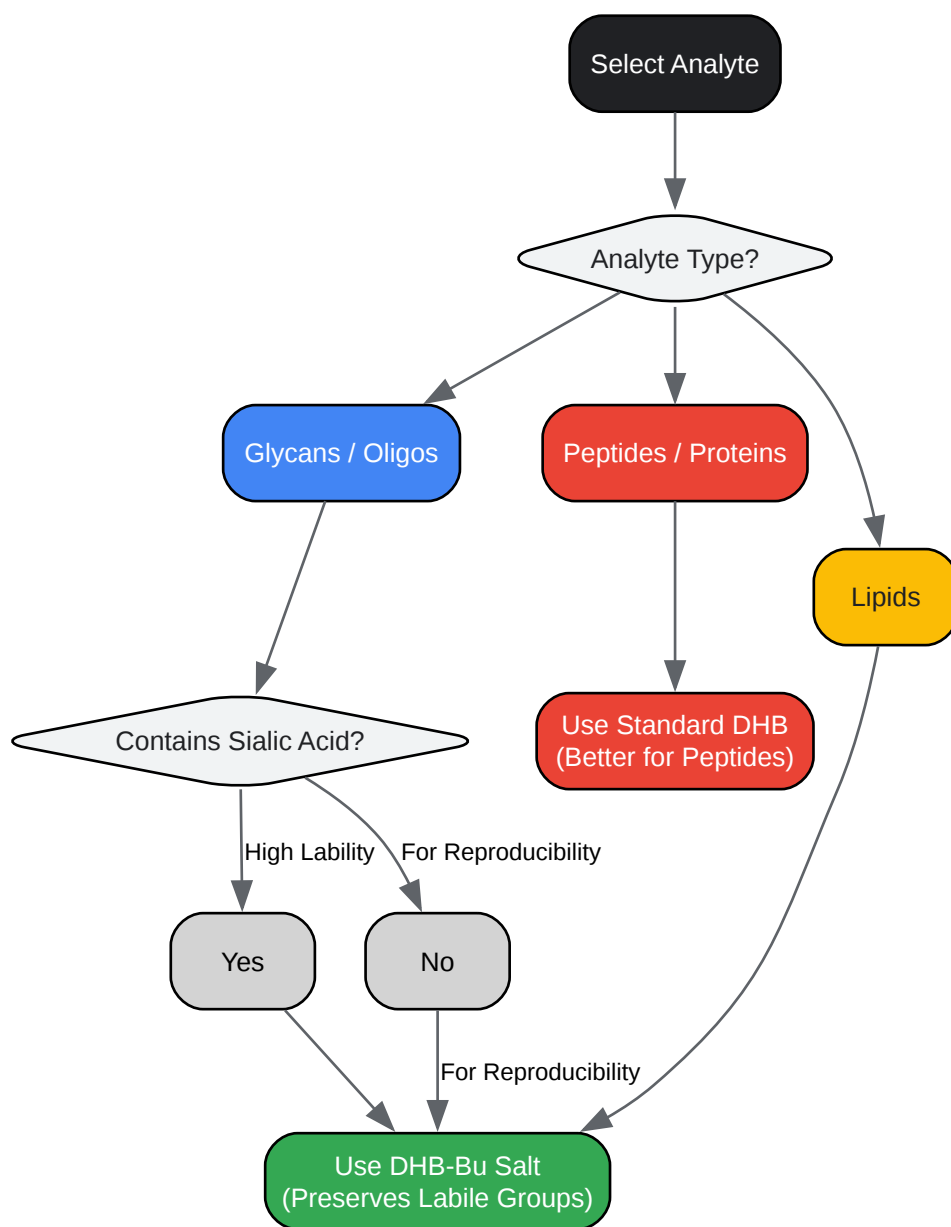 Select Analyte
Analyte Type?
Glycans / Oligos
Peptides / Proteins
Lipids
Contains Sialic Acid?
Use Standard DHB
(Better for Peptides)
High Lability
For Reproducibility
Yes
No
For Reproducibility
Use DHB-Bu Salt
(Preserves Labile Groups)